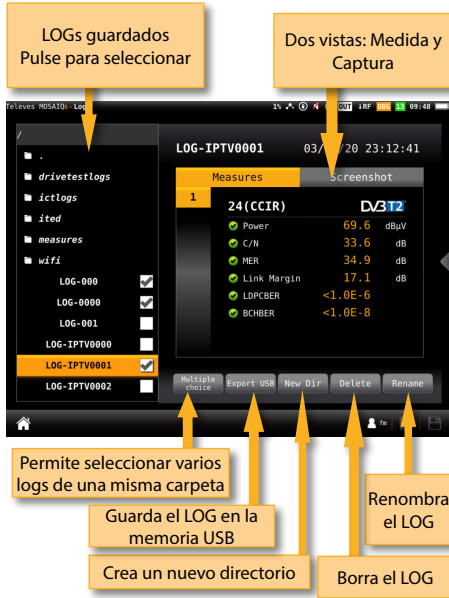 LOGs guardados
Pulse para seleccionar
Dos vistas: Medida y
Captura
Televes MOSAIQ6-Log
1% OUT ↓RF DBG 13 09:48
/
LOG-IPTV0001 03/ /20 23:12:41
.
drivetestlogs
ictlogs
ited
measures
wifi
LOG-000
LOG-0000
LOG-001
LOG-IPTV0000
LOG-IPTV0001
LOG-IPTV0002
Measures Screenshot
1
24(CCIR) DVB T2
Power 69.6 dBµV
C/N 33.6 dB
MER 34.9 dB
Link Margin 17.1 dB
LDPCBER <1.0E-6
BCHBER <1.0E-8
Multiple
choice
Export USB
New Dir
Delete
Rename
fm
Permite seleccionar varios
logs de una misma carpeta
Renombra
el LOG
Guarda el LOG en la
memoria USB
Crea un nuevo directorio
Borra el LOG